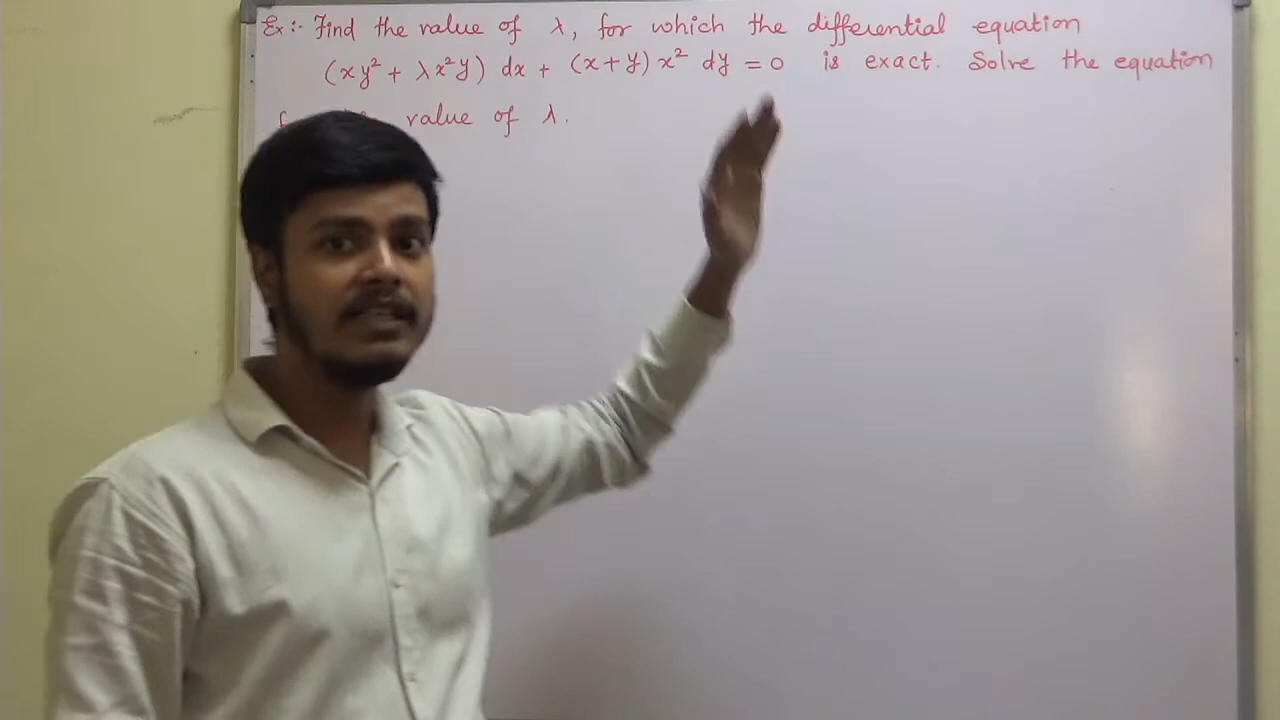 Ex:- Find the value of λ, for which the differential equation
(xy² + λx²y) dx + (x+y)x² dy = 0 is exact. Solve the equation
value of λ.